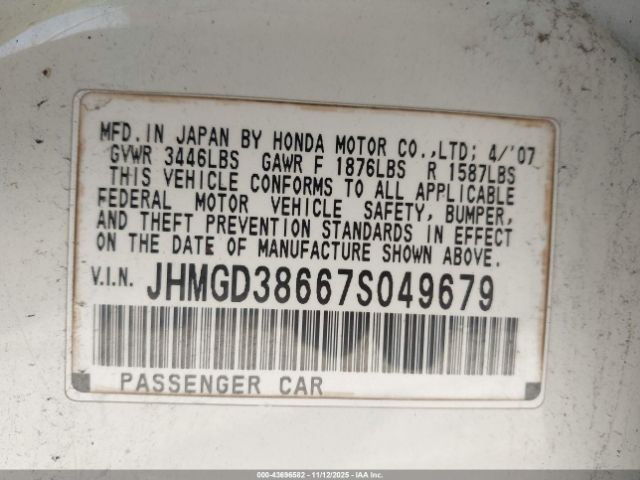 MFD. IN JAPAN BY HONDA MOTOR CO.,LTD; 4/'07
GVWR 3446LBS GAWR F 1876LBS R 1587LBS
THIS VEHICLE CONFORMS TO ALL APPLICABLE
FEDERAL MOTOR VEHICLE SAFETY, BUMPER,
AND THEFT PREVENTION STANDARDS IN EFFECT
ON THE DATE OF MANUFACTURE SHOWN ABOVE.
V.I.N. JHMGD38667S049679
PASSENGER CAR
000-43696582 - 11/12/2025 - IAA Inc.